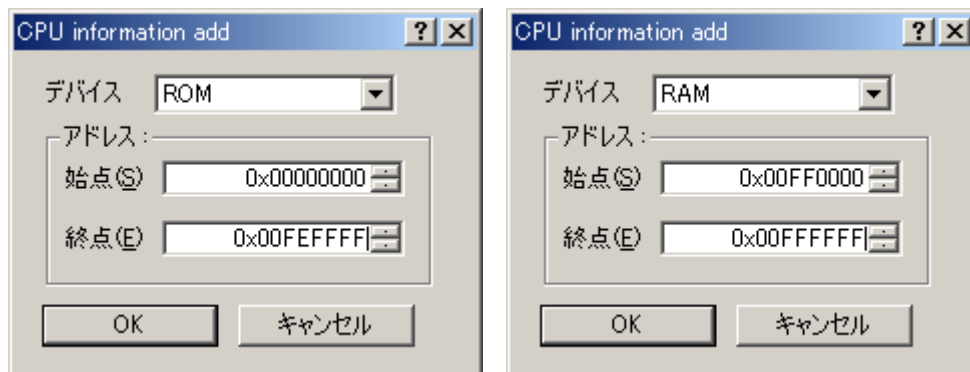 CPU information add
デバイス ROM
アドレス:
始点(S) 0x00000000
終点(E) 0x00FEFFFF
OK キャンセル
CPU information add
デバイス RAM
アドレス:
始点(S) 0x00FF0000
終点(E) 0x00FFFFFF
OK キャンセル